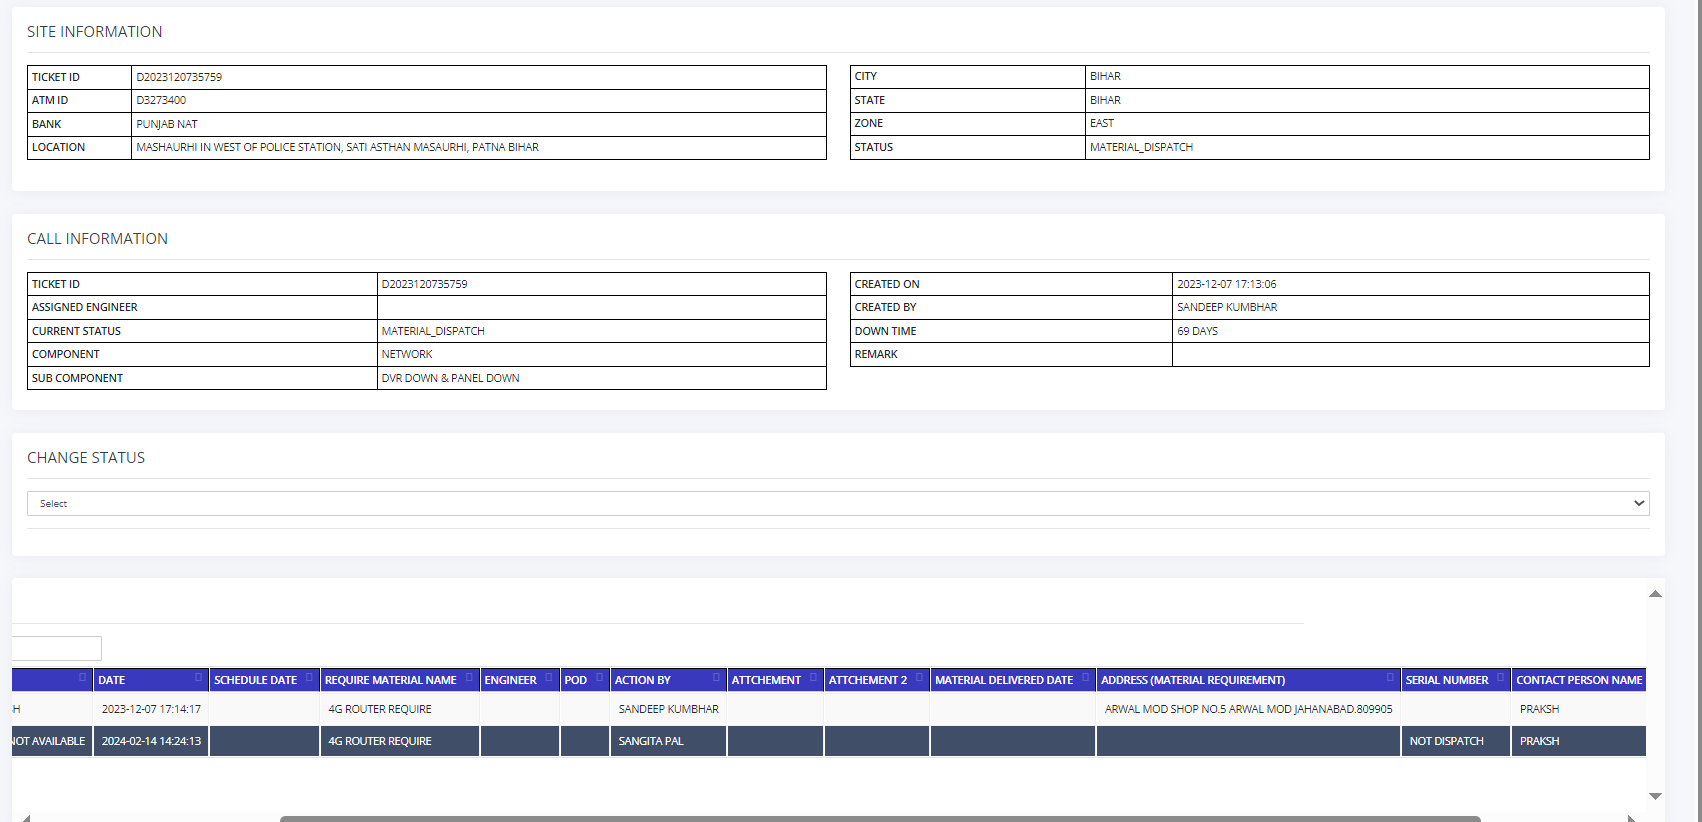 SITE INFORMATION
TICKET ID D2023120735759
ATM ID D3273400
BANK PUNJAB NAT
LOCATION MASHAURHI IN WEST OF POLICE STATION, SATI ASTHAN MASAURHI, PATNA BIHAR
CITY BIHAR
STATE BIHAR
ZONE EAST
STATUS MATERIAL_DISPATCH
CALL INFORMATION
TICKET ID D2023120735759
ASSIGNED ENGINEER
CURRENT STATUS MATERIAL_DISPATCH
COMPONENT NETWORK
SUB COMPONENT DVR DOWN & PANEL DOWN
CREATED ON 2023-12-07 17:13:06
CREATED BY SANDEEP KUMBHAR
DOWN TIME 69 DAYS
REMARK
CHANGE STATUS
Select
DATE SCHEDULE DATE REQUIRE MATERIAL NAME ENGINEER POD ACTION BY ATTCHEMENT ATTCHEMENT 2 MATERIAL DELIVERED DATE ADDRESS (MATERIAL REQUIREMENT) SERIAL NUMBER CONTACT PERSON NAME
H 2023-12-07 17:14:17 4G ROUTER REQUIRE SANDEEP KUMBHAR ARWAL MOD SHOP NO.5 ARWAL MOD JAHANABAD.809905 PRAKSH
NOT AVAILABLE 2024-02-14 14:24:13 4G ROUTER REQUIRE SANGITA PAL NOT DISPATCH PRAKSH